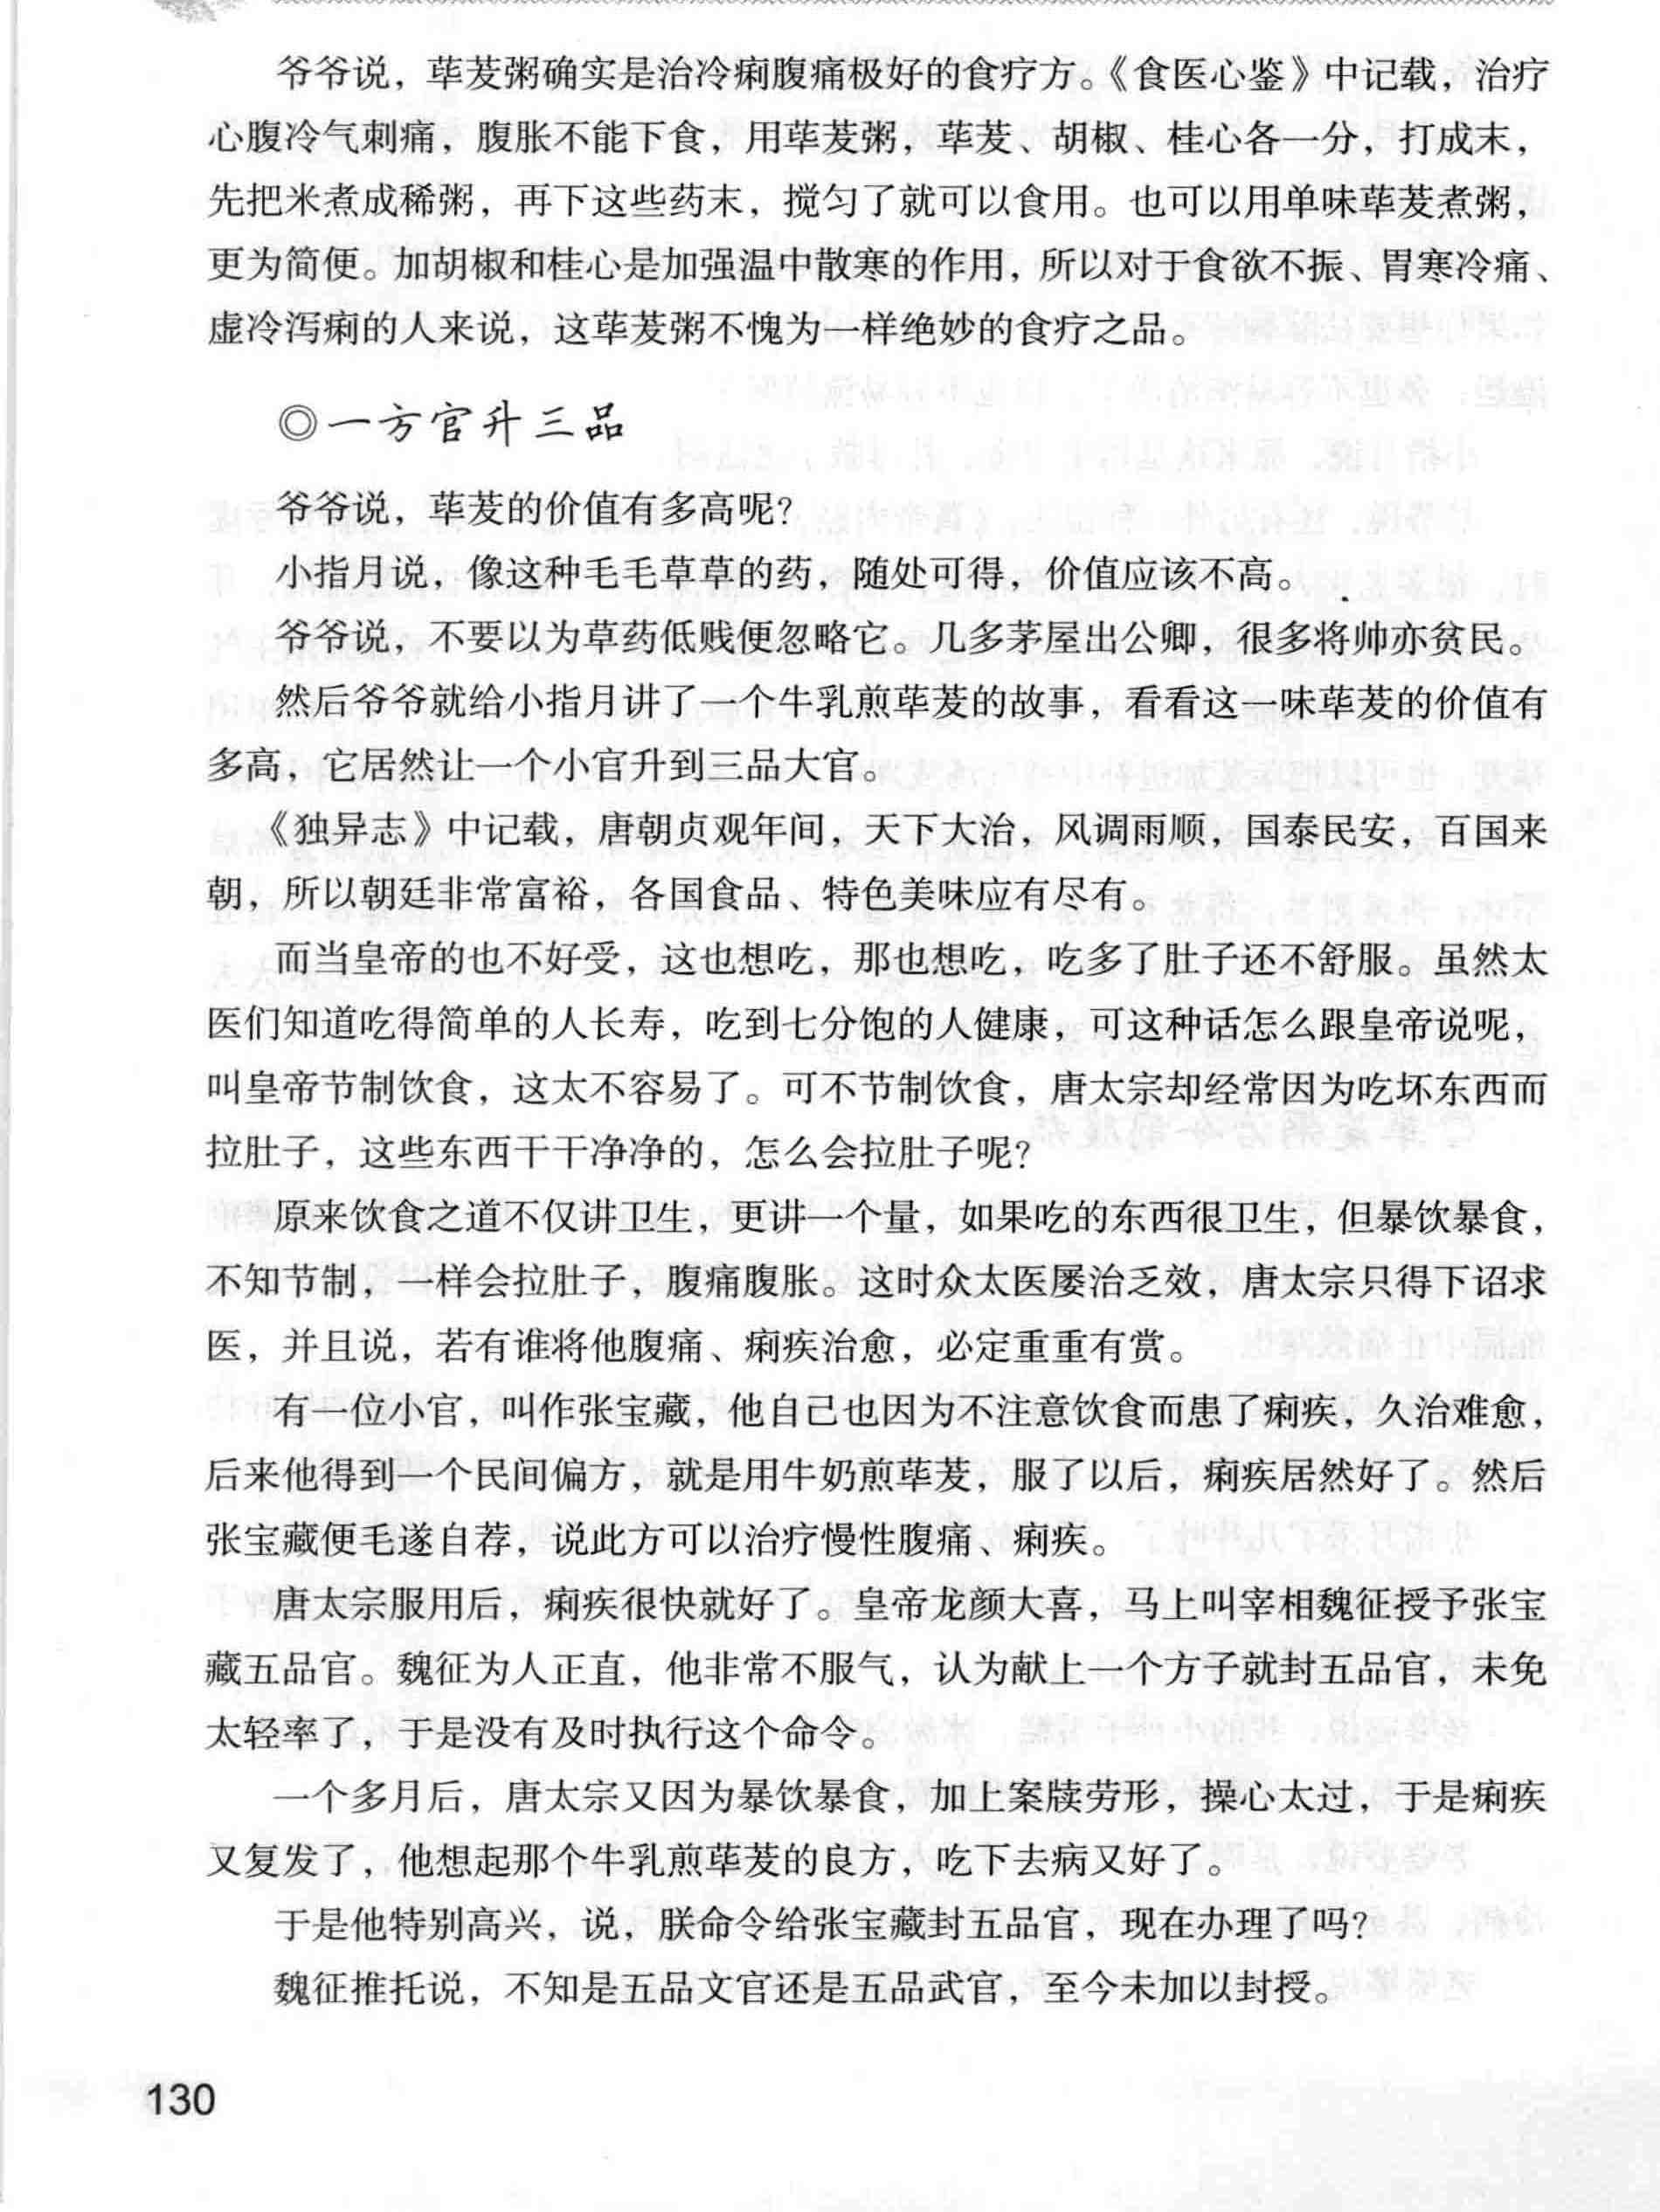 爷爷说，荜茇粥确实是治冷痢腹痛极好的食疗方。《食医心鉴》中记载，治疗
心腹冷气刺痛，腹胀不能下食，用荜茇粥，荜茇、胡椒、桂心各一分，打成末，
先把米煮成稀粥，再下这些药末，搅匀了就可以食用。也可以用单味荜茇煮粥，
更为简便。加胡椒和桂心是加强温中散寒的作用，所以对于食欲不振、胃寒冷痛、
虚冷泻痢的人来说，这荜茇粥不愧为一样绝妙的食疗之品。
◎一方官升三品
爷爷说，荜茇的价值有多高呢？
小指月说，像这种毛毛草草的药，随处可得，价值应该不高。
爷爷说，不要以为草药低贱便忽略它。几多茅屋出公卿，很多将帅亦贫民。
然后爷爷就给小指月讲了一个牛乳煎荜茇的故事，看看这一味荜茇的价值有
多高，它居然让一个小官升到三品大官。
《独异志》中记载，唐朝贞观年间，天下大治，风调雨顺，国泰民安，百国来
朝，所以朝廷非常富裕，各国食品、特色美味应有尽有。
而当皇帝的也不好受，这也想吃，那也想吃，吃多了肚子还不舒服。虽然太
医们知道吃得简单的人长寿，吃到七分饱的人健康，可这种话怎么跟皇帝说呢，
叫皇帝节制饮食，这太不容易了。可不节制饮食，唐太宗却经常因为吃坏东西而
拉肚子，这些东西干干净净的，怎么会拉肚子呢？
原来饮食之道不仅讲卫生，更讲一个量，如果吃的东西很卫生，但暴饮暴食，
不知节制，一样会拉肚子，腹痛腹胀。这时众太医屡治乏效，唐太宗只得下诏求
医，并且说，若有谁将他腹痛、痢疾治愈，必定重重有赏。
有一位小官，叫作张宝藏，他自己也因为不注意饮食而患了痢疾，久治难愈，
后来他得到一个民间偏方，就是用牛奶煎荜茇，服了以后，痢疾居然好了。然后
张宝藏便毛遂自荐，说此方可以治疗慢性腹痛、痢疾。
唐太宗服用后，痢疾很快就好了。皇帝龙颜大喜，马上叫宰相魏征授予张宝
藏五品官。魏征为人正直，他非常不服气，认为献上一个方子就封五品官，未免
太轻率了，于是没有及时执行这个命令。
一个多月后，唐太宗又因为暴饮暴食，加上案牍劳形，操心太过，于是痢疾
又复发了，他想起那个牛乳煎荜茇的良方，吃下去病又好了。
于是他特别高兴，说，朕命令给张宝藏封五品官，现在办理了吗？
魏征推托说，不知是五品文官还是五品武官，至今未加以封授。
130